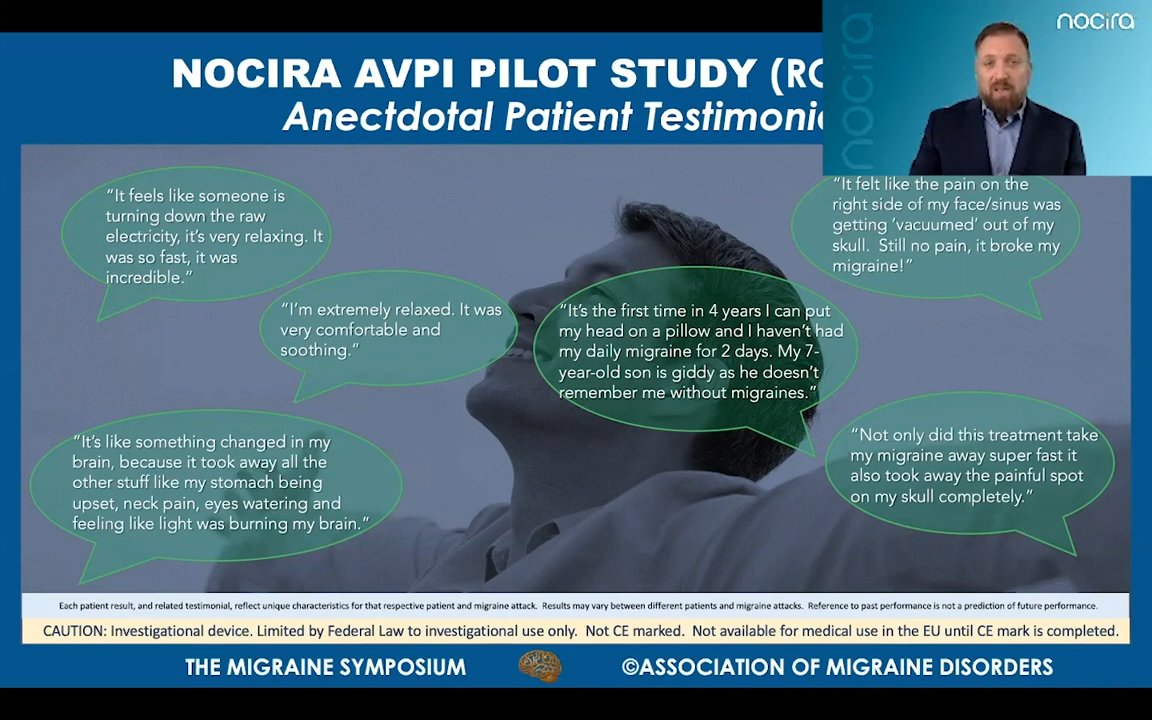 nocira
nocira
NOCIRA AVPI PILOT STUDY
Anectdotal Patient
“It feels like someone is
turning down the raw
electricity, it’s very relaxing. It
was so fast, it was
incredible.”
“It felt like the pain on the
right side of my face/sinus was
getting ‘vacuumed’ out of my
skull. Still no pain, it broke my
migraine!”
“I’m extremely relaxed. It was
very comfortable and
soothing.”
“It’s the first time in 4 years I can put
my head on a pillow and I haven’t had
my daily migraine for 2 days. My 7-
year-old son is giddy as he doesn’t
remember me without migraines.”
“It’s like something changed in my
brain, because it took away all the
other stuff like my stomach being
upset, neck pain, eyes watering and
feeling like light was burning my brain.”
“Not only did this treatment take
my migraine away super fast it
also took away the painful spot
on my skull completely.”
Each patient result, and related testimonial, reflect unique characteristics for that respective patient and migraine attack. Results may vary between different patients and migraine attacks. Reference to past performance is not a prediction of future performance.
CAUTION: Investigational device. Limited by Federal Law to investigational use only. Not CE marked. Not available for medical use in the EU until CE mark is completed.
THE MIGRAINE SYMPOSIUM
©ASSOCIATION OF MIGRAINE DISORDERS